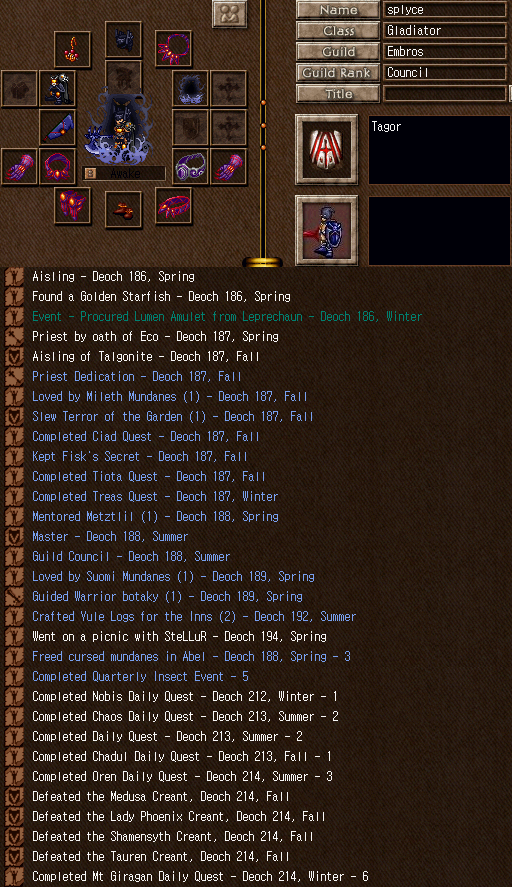 Name splyce
Class Gladiator
Guild Embros
Guild Rank Council
Title
Tagor
Awake
Aisling - Deoch 186, Spring
Found a Golden Starfish - Deoch 186, Spring
Event - Procured Lumen Amulet from Leprechaun - Deoch 186, Winter
Priest by oath of Eco - Deoch 187, Spring
Aisling of Talgonite - Deoch 187, Fall
Priest Dedication - Deoch 187, Fall
Loved by Mileth Mundanes (1) - Deoch 187, Fall
Slew Terror of the Garden (1) - Deoch 187, Fall
Completed Ciad Quest - Deoch 187, Fall
Kept Fisk's Secret - Deoch 187, Fall
Completed Tiota Quest - Deoch 187, Fall
Completed Treas Quest - Deoch 187, Winter
Mentored Metztlil (1) - Deoch 188, Spring
Master - Deoch 188, Summer
Guild Council - Deoch 188, Summer
Loved by Suomi Mundanes (1) - Deoch 189, Spring
Guided Warrior botaky (1) - Deoch 189, Spring
Crafted Yule Logs for the Inns (2) - Deoch 192, Summer
Went on a picnic with SteLLuR - Deoch 194, Spring
Freed cursed mundanes in Abel - Deoch 188, Spring - 3
Completed Quarterly Insect Event - 5
Completed Nobis Daily Quest - Deoch 212, Winter - 1
Completed Chaos Daily Quest - Deoch 213, Summer - 2
Completed Daily Quest - Deoch 213, Summer - 2
Completed Chadul Daily Quest - Deoch 213, Fall - 1
Completed Oren Daily Quest - Deoch 214, Summer - 3
Defeated the Medusa Creant, Deoch 214, Fall
Defeated the Lady Phoenix Creant, Deoch 214, Fall
Defeated the Shamensyth Creant, Deoch 214, Fall
Defeated the Tauren Creant, Deoch 214, Fall
Completed Mt Giragan Daily Quest - Deoch 214, Winter - 6